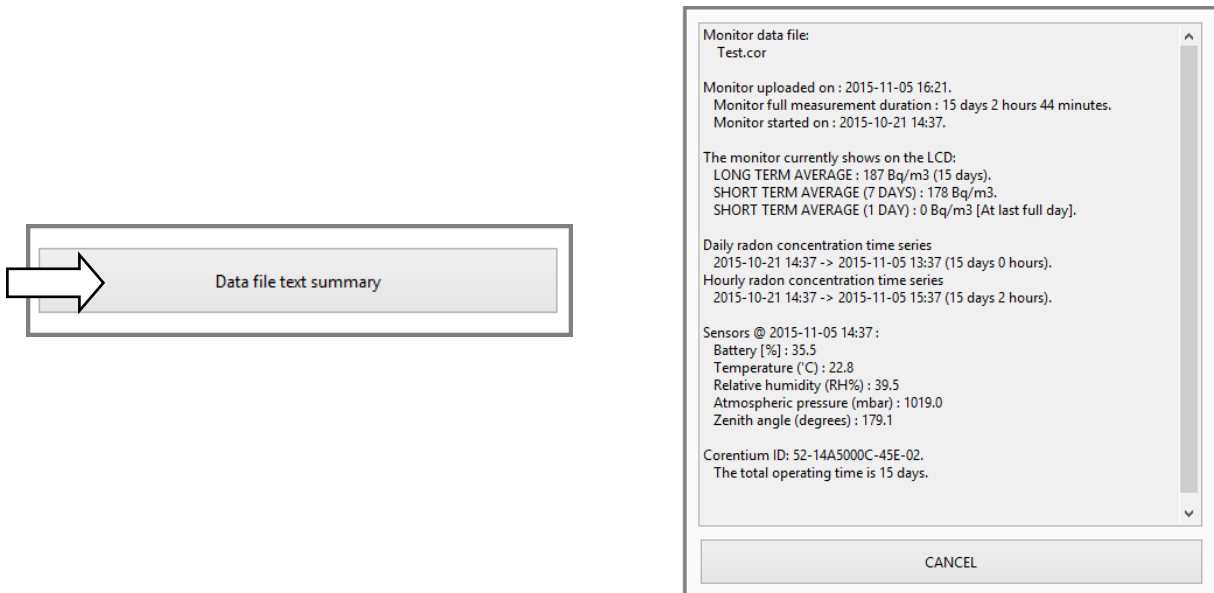 Data file text summary
Monitor data file:
Test.cor
Monitor uploaded on : 2015-11-05 16:21.
Monitor full measurement duration : 15 days 2 hours 44 minutes.
Monitor started on : 2015-10-21 14:37.
The monitor currently shows on the LCD:
LONG TERM AVERAGE : 187 Bq/m3 (15 days).
SHORT TERM AVERAGE (7 DAYS) : 178 Bq/m3.
SHORT TERM AVERAGE (1 DAY) : 0 Bq/m3 [At last full day].
Daily radon concentration time series
2015-10-21 14:37 -> 2015-11-05 13:37 (15 days 0 hours).
Hourly radon concentration time series
2015-10-21 14:37 -> 2015-11-05 15:37 (15 days 2 hours).
Sensors @ 2015-11-05 14:37 :
Battery [%] : 35.5
Temperature ('C) : 22.8
Relative humidity (RH%) : 39.5
Atmospheric pressure (mbar) : 1019.0
Zenith angle (degrees) : 179.1
Corentium ID: 52-14A5000C-45E-02.
The total operating time is 15 days.
CANCEL